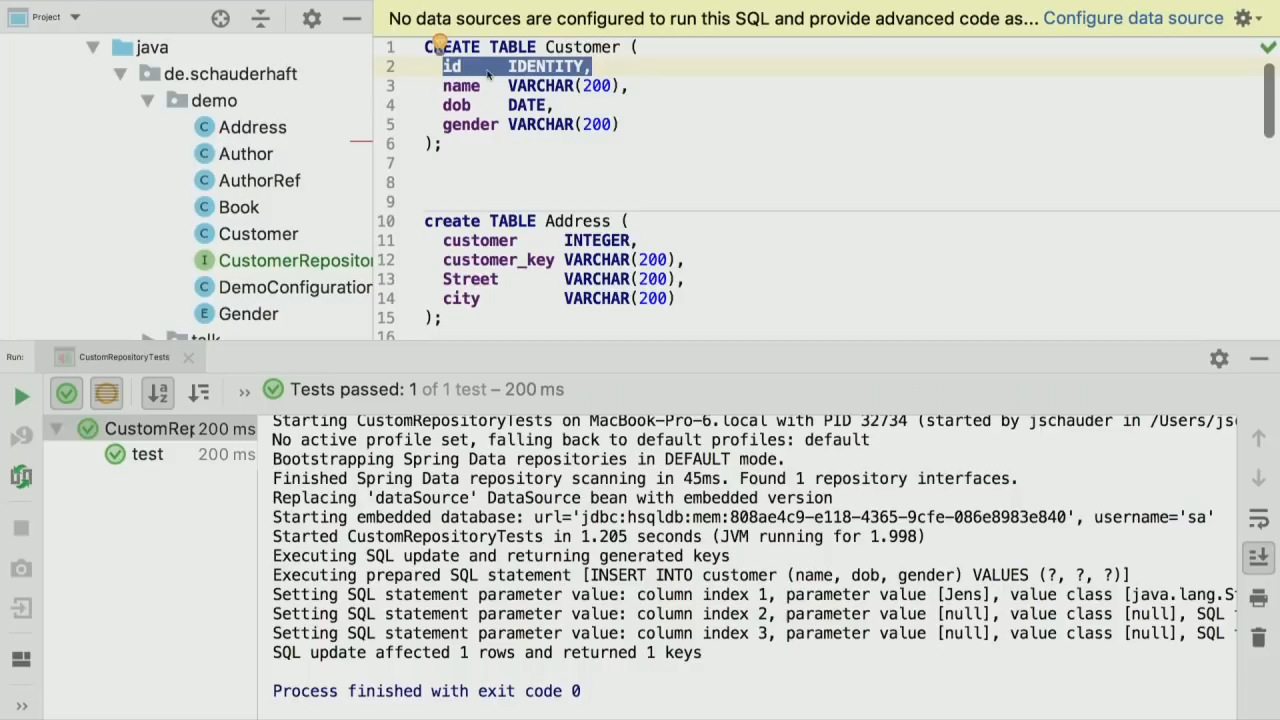 Project
No data sources are configured to run this SQL and provide advanced code as... Configure data source
java
de.schauderhaft
demo
Address
Author
AuthorRef
Book
Customer
CustomerReposito
DemoConfiguration
Gender
1 CREATE TABLE Customer (
2 id IDENTITY,
3 name VARCHAR(200),
4 dob DATE,
5 gender VARCHAR(200)
6 );
7
8
9
10 create TABLE Address (
11 customer INTEGER,
12 customer_key VARCHAR(200),
13 Street VARCHAR(200),
14 city VARCHAR(200)
15 );
16
Run: CustomRepositoryTests
Tests passed: 1 of 1 test – 200 ms
CustomRep 200 ms
test 200 ms
Starting CustomRepositoryTests on MacBook-Pro-6.local with PID 32734 (started by jschauder in /Users/jsc
No active profile set, falling back to default profiles: default
Bootstrapping Spring Data repositories in DEFAULT mode.
Finished Spring Data repository scanning in 45ms. Found 1 repository interfaces.
Replacing 'dataSource' DataSource bean with embedded version
Starting embedded database: url='jdbc:hsqldb:mem:808ae4c9-e118-4365-9cfe-086e8983e840', username='sa'
Started CustomRepositoryTests in 1.205 seconds (JVM running for 1.998)
Executing SQL update and returning generated keys
Executing prepared SQL statement [INSERT INTO customer (name, dob, gender) VALUES (?, ?, ?)]
Setting SQL statement parameter value: column index 1, parameter value [Jens], value class [java.lang.St
Setting SQL statement parameter value: column index 2, parameter value [null], value class [null], SQL
Setting SQL statement parameter value: column index 3, parameter value [null], value class [null], SQL
SQL update affected 1 rows and returned 1 keys
Process finished with exit code 0